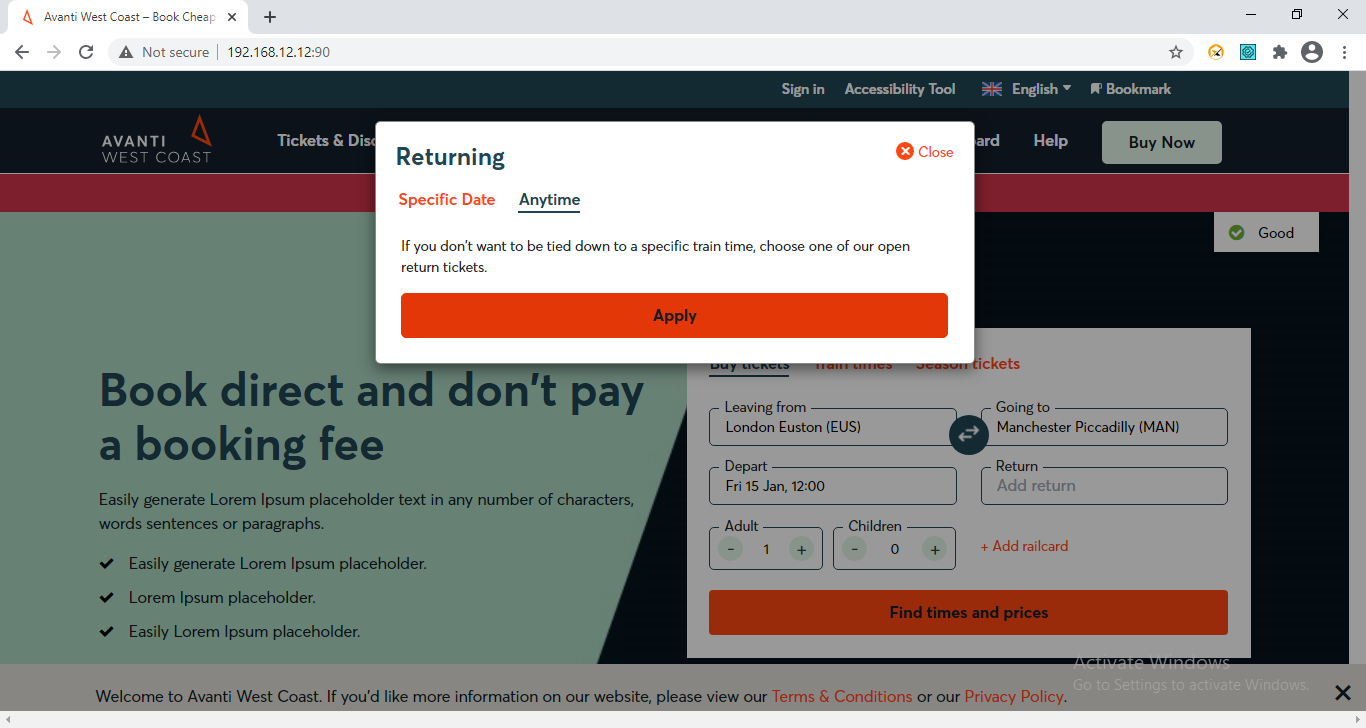 Avanti West Coast – Book Cheap
Not secure
192.168.12.12:90
Sign in
Accessibility Tool
English
Bookmark
AVANTI
WEST COAST
Tickets & Disc
ard
Help
Buy Now
Returning
Close
Specific Date
Anytime
If you don't want to be tied down to a specific train time, choose one of our open
return tickets.
Apply
Good
Book direct and don't pay
a booking fee
Easily generate Lorem Ipsum placeholder text in any number of characters,
words sentences or paragraphs.
Easily generate Lorem Ipsum placeholder.
Lorem Ipsum placeholder.
Easily Lorem Ipsum placeholder.
Buy tickets
Train times
Season tickets
Leaving from
London Euston (EUS)
Going to
Manchester Piccadilly (MAN)
Depart
Fri 15 Jan, 12:00
Return
Add return
Adult
- 1 +
Children
- 0 +
+ Add railcard
Find times and prices
Activate Windows
Go to Settings to activate Windows.
Welcome to Avanti West Coast. If you'd like more information on our website, please view our Terms & Conditions or our Privacy Policy.